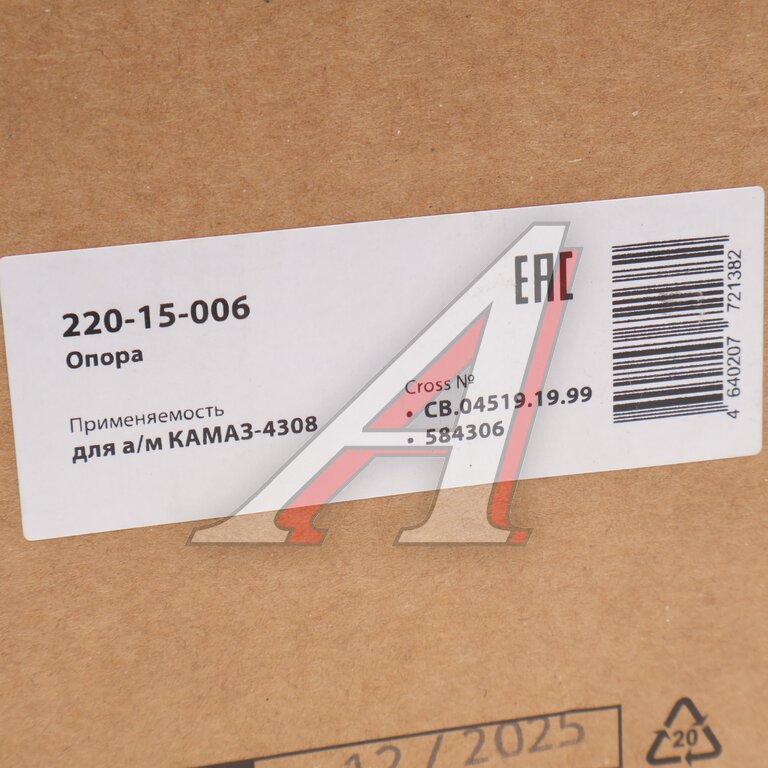 220-15-006
Опора
Применяемость
для а/м КАМАЗ-4308
EAC
Cross №
• СВ.04519.19.99
• 584306
4 640207 721382
12 / 2025
20